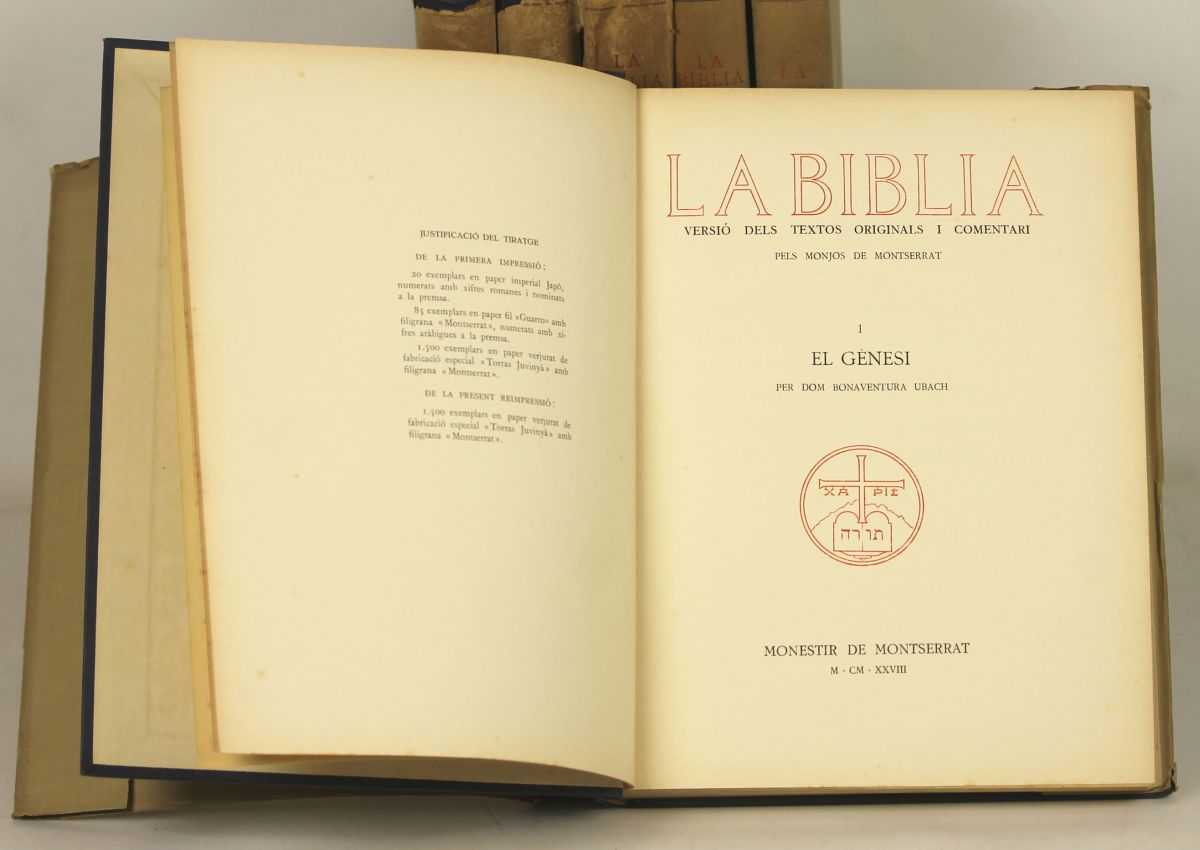 LA
LA
BIBLIA
LA
JUSTIFICACIÓ DEL TIRATGE
DE LA PRIMERA IMPRESSIÓ:
20 exemplars en paper imperial Japó,
numerats amb xifres romanes i nominats
a la premsa.
85 exemplars en paper fil «Guarro» amb
filigrana «Montserrat», numerats amb xi-
fres aràbigues a la premsa.
1.500 exemplars en paper verjurat de
fabricació especial «Torras Juvinyà» amb
filigrana «Montserrat».
DE LA PRESENT REIMPRESSIÓ:
1.500 exemplars en paper verjurat de
fabricació especial «Torras Juvinyà» amb
filigrana «Montserrat».
LA BIBLIA
VERSIÓ DELS TEXTOS ORIGINALS I COMENTARI
PELS MONJOS DE MONTSERRAT
1
EL GÈNESI
PER DOM BONAVENTURA UBACH
תורה
MONESTIR DE MONTSERRAT
M · CM · XXVIII